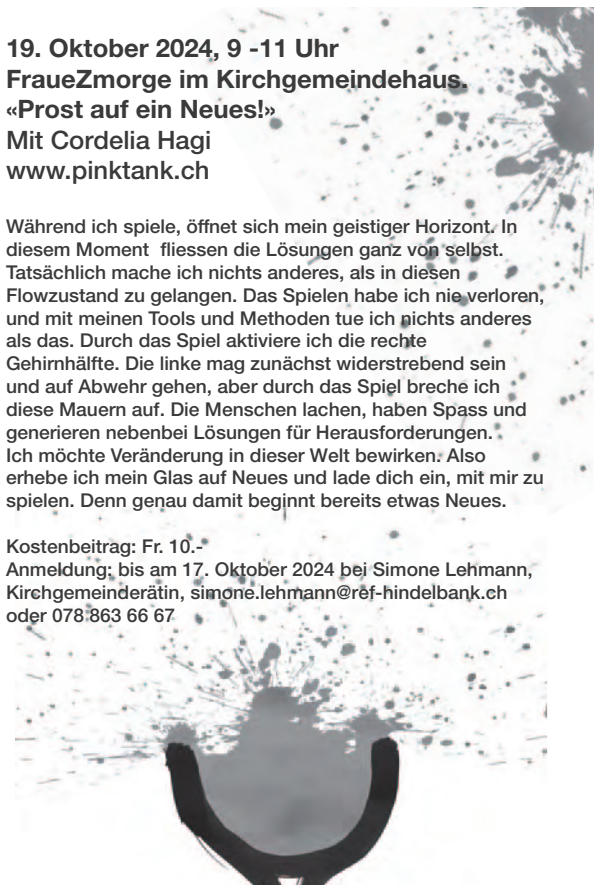 19. Oktober 2024, 9 -11 Uhr
FraueZmorge im Kirchgemeindehaus.
«Prost auf ein Neues!»
Mit Cordelia Hagi
www.pinktank.ch
Während ich spiele, öffnet sich mein geistiger Horizont. In
diesem Moment  fliessen die Lösungen ganz von selbst.
Tatsächlich mache ich nichts anderes, als in diesen
Flowzustand zu gelangen. Das Spielen habe ich nie verloren,
und mit meinen Tools und Methoden tue ich nichts anderes
als das. Durch das Spiel aktiviere ich die rechte
Gehirnhälfte. Die linke mag zunächst widerstrebend sein
und auf Abwehr gehen, aber durch das Spiel breche ich
diese Mauern auf. Die Menschen lachen, haben Spass und
generieren nebenbei Lösungen für Herausforderungen.
Ich möchte Veränderung in dieser Welt bewirken. Also
erhebe ich mein Glas auf Neues und lade dich ein, mit mir zu
spielen. Denn genau damit beginnt bereits etwas Neues.
Kostenbeitrag: Fr. 10.-
Anmeldung: bis am 17. Oktober 2024 bei Simone Lehmann,
Kirchgemeinderätin, simone.lehmann@ref-hindelbank.ch
oder 078 863 66 67